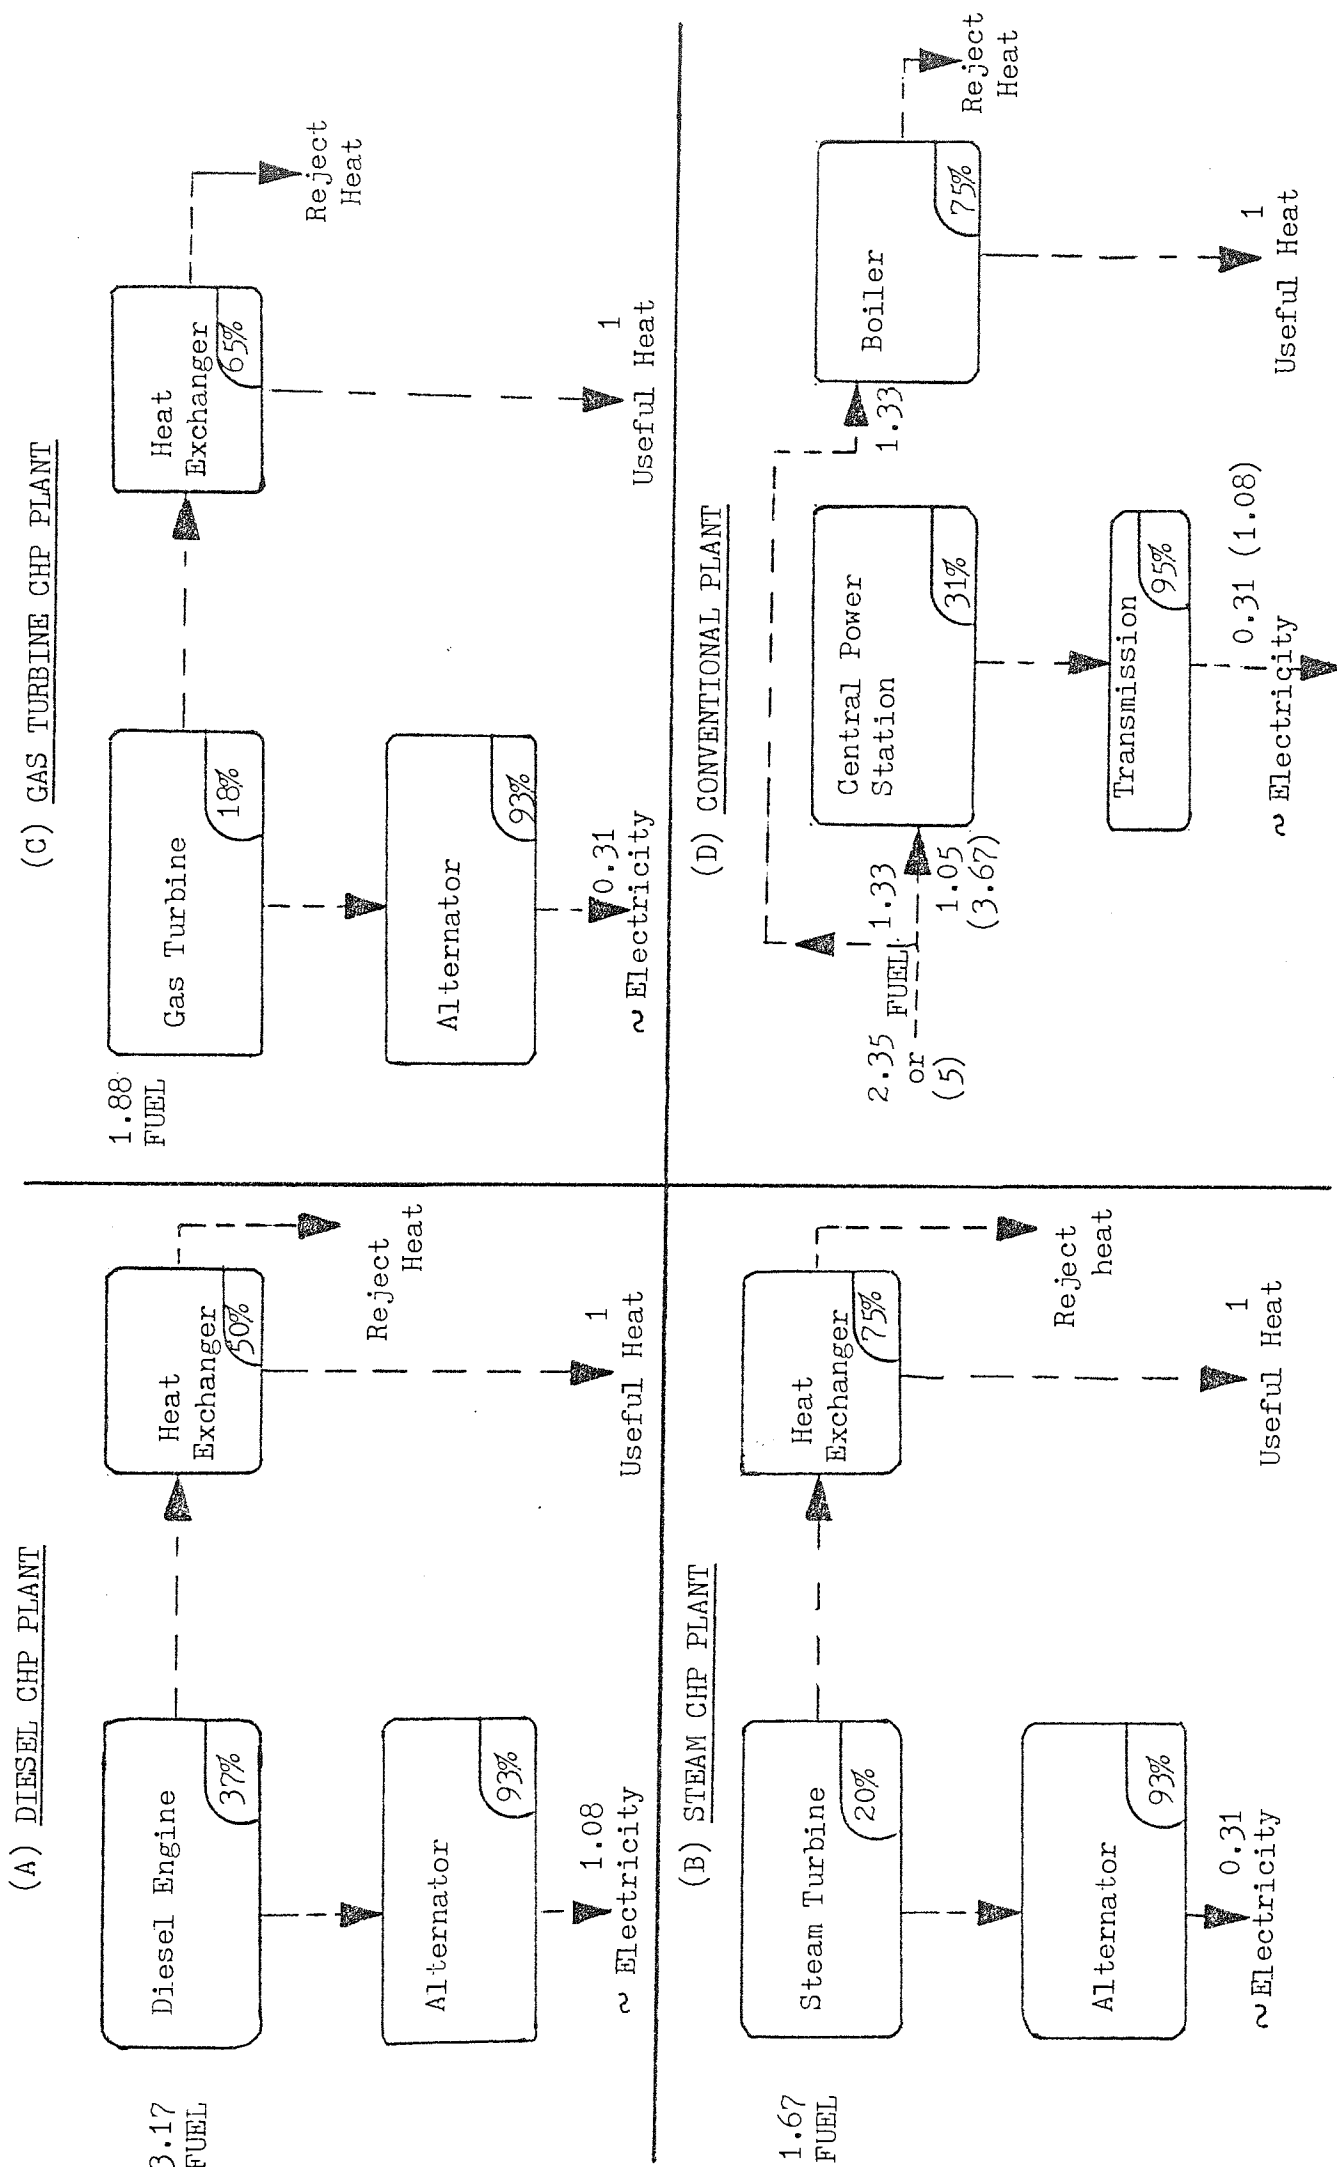 (A) DIESEL CHP PLANT
3.17
FUEL
Diesel Engine
37%
Heat
Exchanger
50%
Reject
Heat
Alternator
93%
1.08
~ Electricity
1
Useful Heat
(B) STEAM CHP PLANT
1.67
FUEL
Steam Turbine
20%
Heat
Exchanger
75%
Reject
heat
Alternator
93%
0.31
~Electricity
1
Useful Heat
(C) GAS TURBINE CHP PLANT
1.88
FUEL
Gas Turbine
18%
Heat
Exchanger
65%
Reject
Heat
Alternator
93%
0.31
~ Electricity
1
Useful Heat
(D) CONVENTIONAL PLANT
2.35
or
(5)
FUEL
1.33
1.05
(3.67)
Central Power
Station
31%
1.33
Boiler
75%
Reject
Heat
Transmission
95%
0.31 (1.08)
~ Electricity
1
Useful Heat